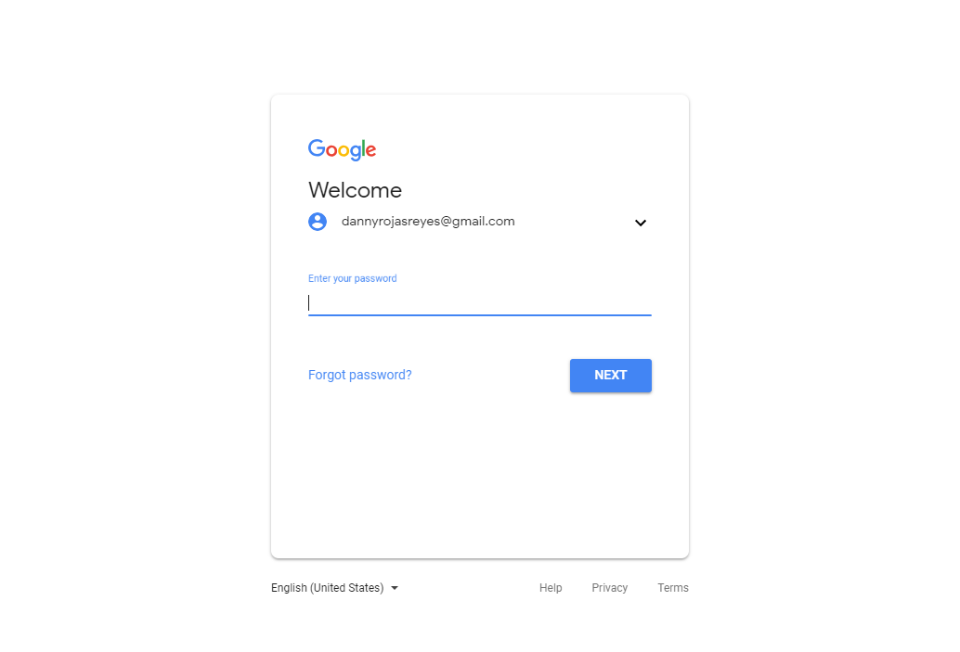 Google
Welcome
dannyrojasreyes@gmail.com
Enter your password
Forgot password?
NEXT
English (United States)
Help Privacy Terms